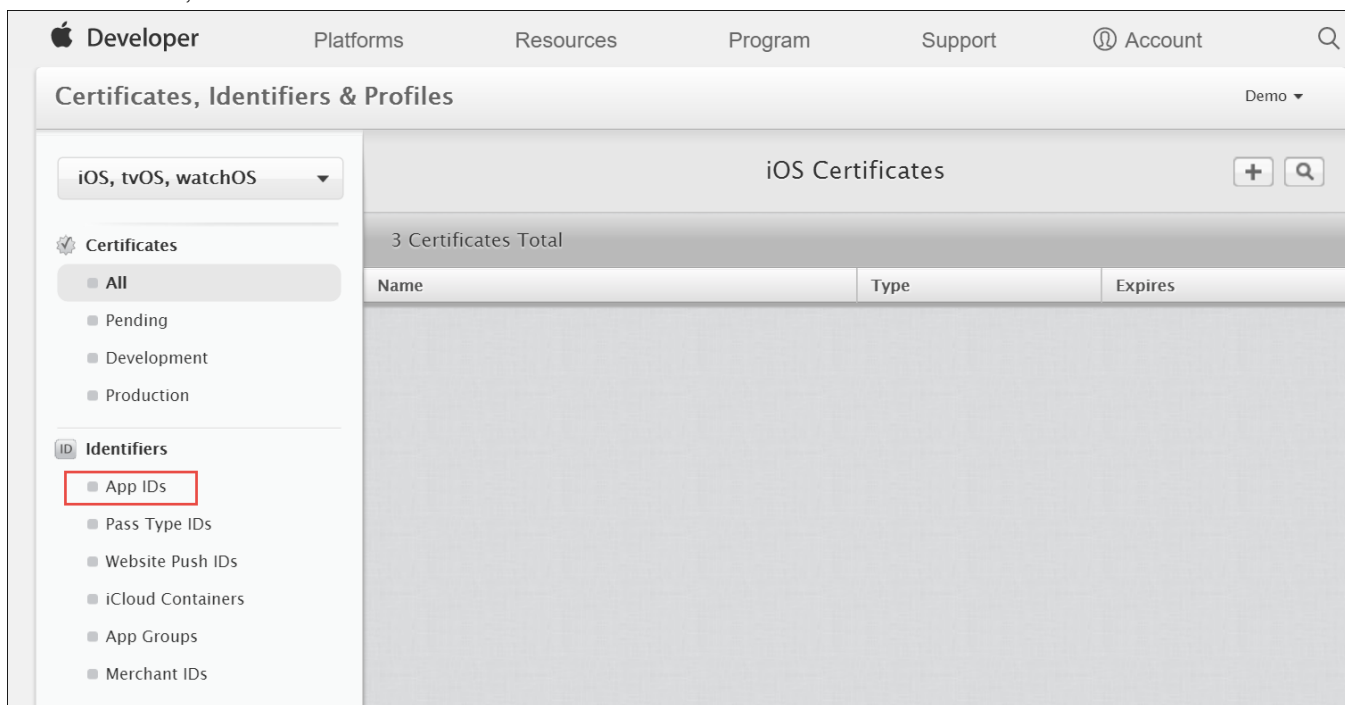 Developer Platforms Resources Program Support Account
Certificates, Identifiers & Profiles Demo
iOS, tvOS, watchOS
iOS Certificates
Certificates
3 Certificates Total
All
Name Type Expires
Pending
Development
Production
ID Identifiers
App IDs
Pass Type IDs
Website Push IDs
iCloud Containers
App Groups
Merchant IDs